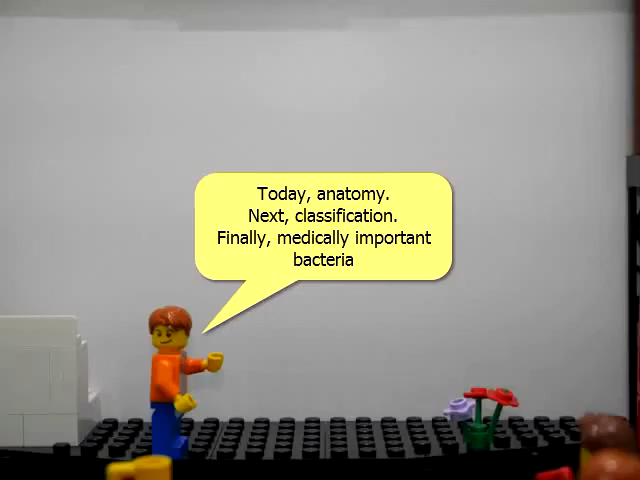 Today, anatomy.
Next, classification.
Finally, medically important
bacteria